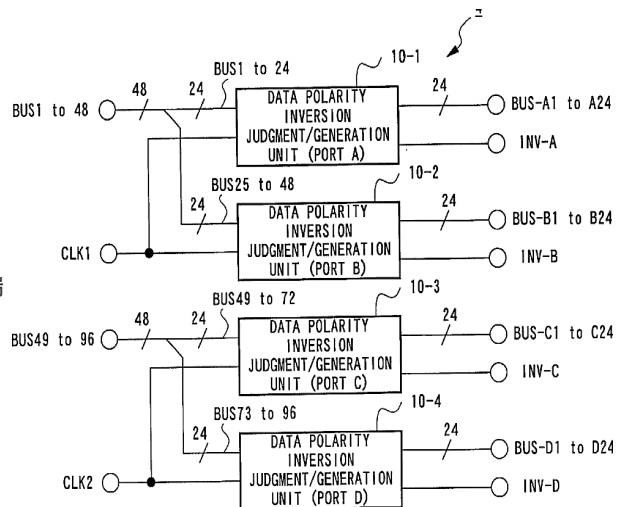 10-1
48
24
BUS1 to 24
24
BUS1 to 48
DATA POLARITY
INVERSION
JUDGMENT/GENERATION
UNIT (PORT A)
BUS-A1 to A24
INV-A
10-2
BUS25 to 48
24
24
DATA POLARITY
INVERSION
JUDGMENT/GENERATION
UNIT (PORT B)
BUS-B1 to B24
CLK1
INV-B
10-3
BUS49 to 72
48
24
24
BUS49 to 96
DATA POLARITY
INVERSION
JUDGMENT/GENERATION
UNIT (PORT C)
BUS-C1 to C24
INV-C
10-4
BUS73 to 96
24
24
DATA POLARITY
INVERSION
JUDGMENT/GENERATION
UNIT (PORT D)
BUS-D1 to D24
CLK2
INV-D